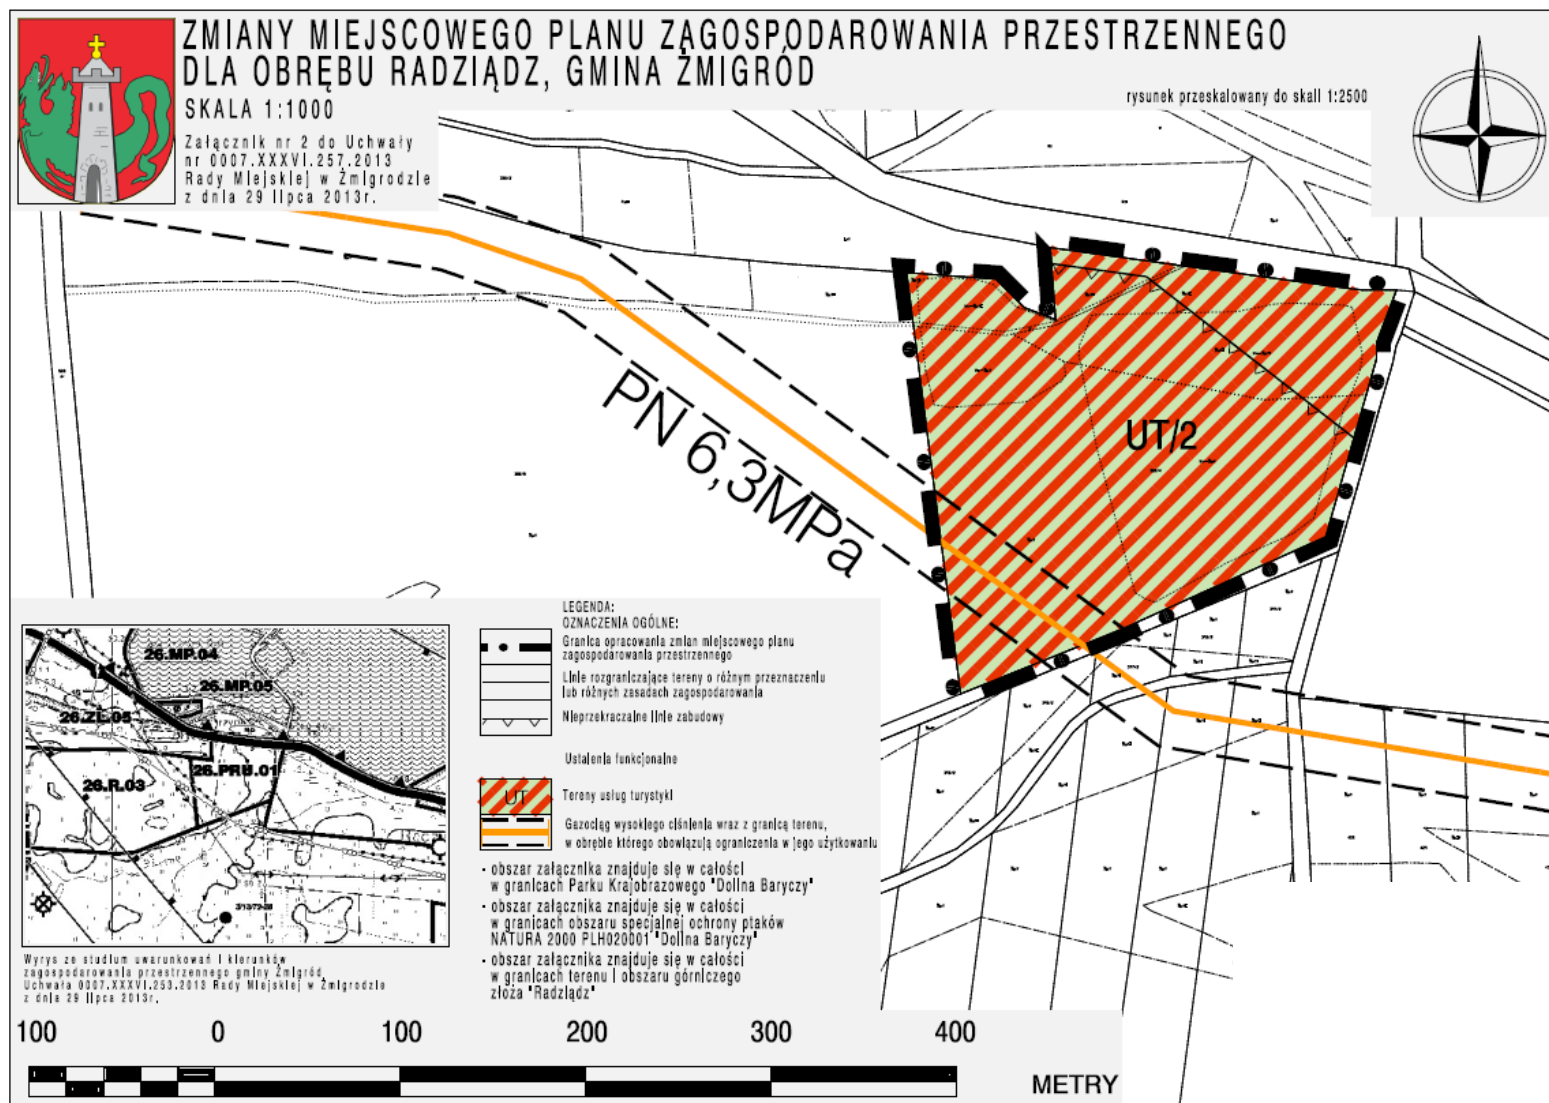 ZMIANY MIEJSCOWEGO PLANU ZAGOSPODAROWANIA PRZESTRZENNEGO
DLA OBRĘBU RADZIĄDZ, GMINA ŻMIGRÓD
SKALA 1:1000
rysunek przeskalowany do skali 1:2500
Załącznik nr 2 do Uchwały
nr 0007.XXXVI.257.2013
Rady Miejskiej w Żmigrodzie
z dnia 29 lipca 2013r.
PN 6,3MPa
UT/2
LEGENDA:
OZNACZENIA OGÓLNE:
Granica opracowania zmian miejscowego planu
zagospodarowania przestrzennego
Linie rozgraniczające tereny o różnym przeznaczeniu
lub różnych zasadach zagospodarowania
Nieprzekraczalne linie zabudowy
Ustalenia funkcjonalne
UT
Tereny usług turystyki
Gazociąg wysokiego ciśnienia wraz z granicą terenu,
w obrębie którego obowiązują ograniczenia w jego użytkowaniu
- obszar załącznika znajduje się w całości
w granicach Parku Krajobrazowego "Dolina Baryczy"
- obszar załącznika znajduje się w całości
w granicach obszaru specjalnej ochrony ptaków
NATURA 2000 PLH020001 "Dolina Baryczy"
- obszar załącznika znajduje się w całości
w granicach terenu i obszaru górniczego
złoża "Radziądz"
26.MP.04
26.MP.05
26.ZL.05
26.PRU.01
26.R.03
Wyrys ze studium uwarunkowań i kierunków
zagospodarowania przestrzennego gminy Żmigród
Uchwała 0007.XXXVI.253.2013 Rady Miejskiej w Żmigrodzie
z dnia 29 lipca 2013r.
100 0 100 200 300 400
METRY